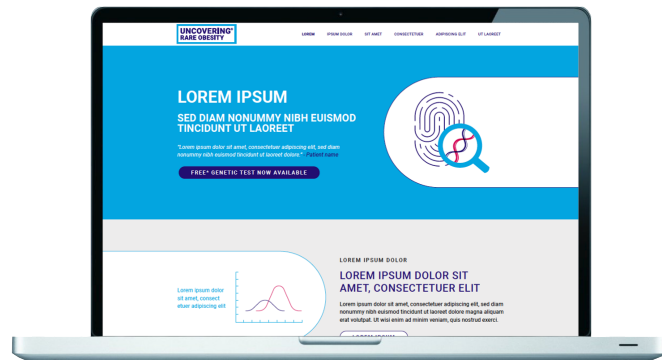 UNCOVERING®
RARE OBESITY
LOREM IPSUM DOLOR SIT AMET CONSECTETUER ADIPISCING ELIT UT LAOREET
LOREM IPSUM
SED DIAM NONUMMY NIBH EUISMOD
TINCIDUNT UT LAOREET
"Lorem ipsum dolor sit amet, consectetuer adipiscing elit, sed diam
nonummy nibh euismod tincidunt ut laoreet dolore." -Patient name
FREE* GENETIC TEST NOW AVAILABLE
Lorem ipsum dolor
sit amet, consect
etuer adipiscing elit
LOREM IPSUM DOLOR
LOREM IPSUM DOLOR SIT
AMET, CONSECTETUER ELIT
Lorem ipsum dolor sit amet, consectetuer adipiscing elit, sed diam
nonummy nibh euismod tincidunt ut laoreet dolore magna aliquam
erat volutpat. Ut wisi enim ad minim veniam, quis nostrud exerci.
LOREM IPSUM